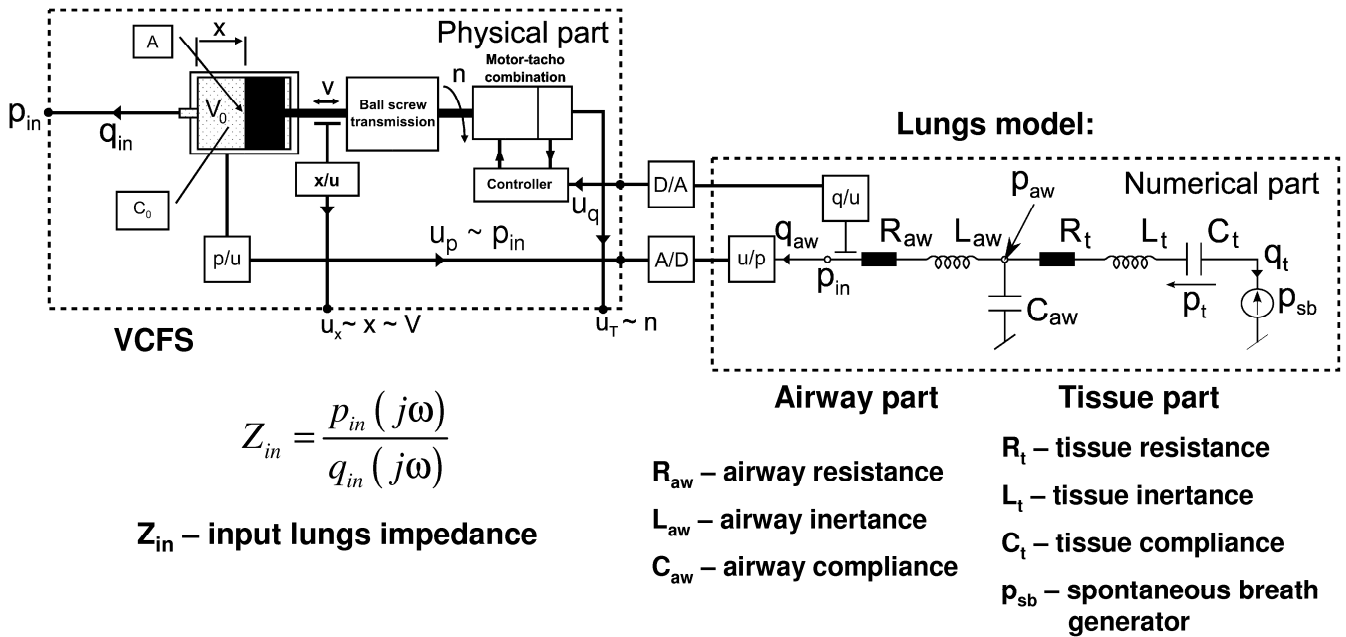 Physical part
A
x
V₀
C₀
p_in
q_in
v
Ball screw
transmission
n
Motor-tacho
combination
x/u
Controller
u_q
p/u
u_p ~ p_in
u_x ~ x ~ V
u_T ~ n
VCFS
D/A
A/D
Lungs model:
Numerical part
q/u
u/p
q_aw
p_in
R_aw
L_aw
p_aw
C_aw
R_t
L_t
C_t
p_t
q_t
p_sb
Airway part
Tissue part
Z_in = p_in ( jω) / q_in ( jω)
Z_in – input lungs impedance
R_aw – airway resistance
L_aw – airway inertance
C_aw – airway compliance
R_t – tissue resistance
L_t – tissue inertance
C_t – tissue compliance
p_sb – spontaneous breath
generator